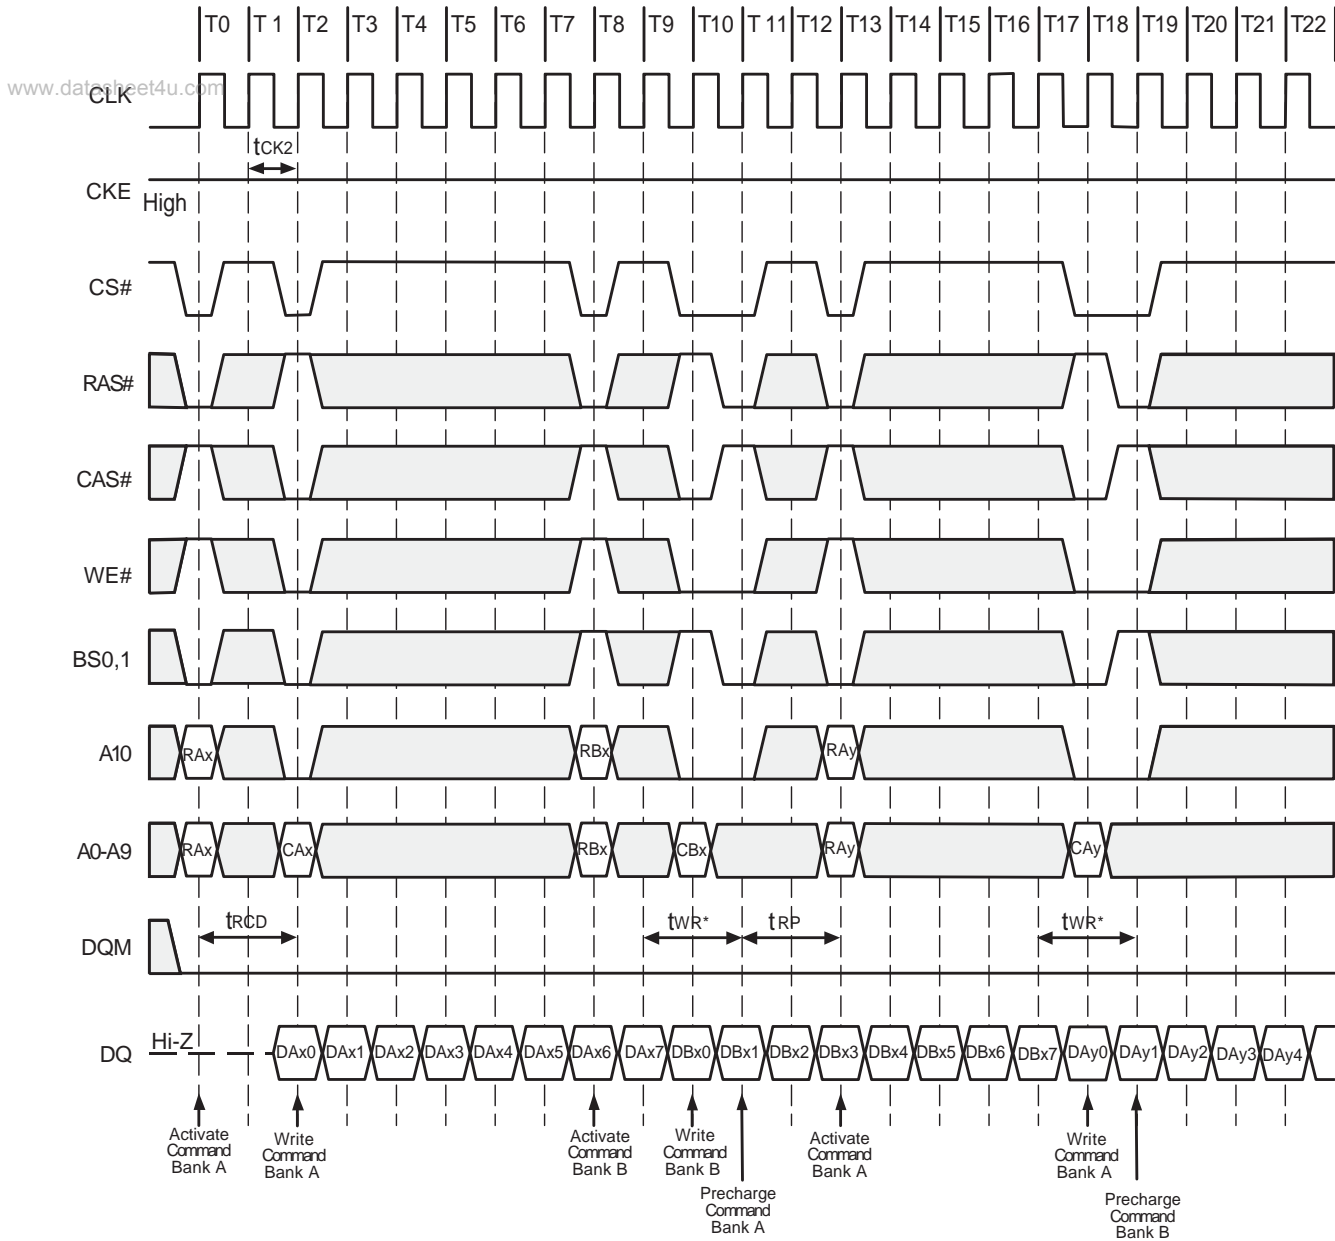 T0 T 1 T2 T3 T4 T5 T6 T7 T8 T9 T10 T 11 T12 T13 T14 T15 T16 T17 T18 T19 T20 T21 T22
www.datasheet4u.com
CLK
tCK2
CKE
High
CS#
RAS#
CAS#
WE#
BS0,1
A10 RAx RBx RAy
A0-A9 RAx CAx RBx CBx RAy CAy
tRCD tWR* tRP tWR*
DQM
Hi-Z
DQ DAx0 DAx1 DAx2 DAx3 DAx4 DAx5 DAx6 DAx7 DBx0 DBx1 DBx2 DBx3 DBx4 DBx5 DBx6 DBx7 DAy0 DAy1 DAy2 DAy3 DAy4
Activate
Command
Bank A
Write
Command
Bank A
Activate
Command
Bank B
Write
Command
Bank B
Precharge
Command
Bank A
Activate
Command
Bank A
Write
Command
Bank A
Precharge
Command
Bank B